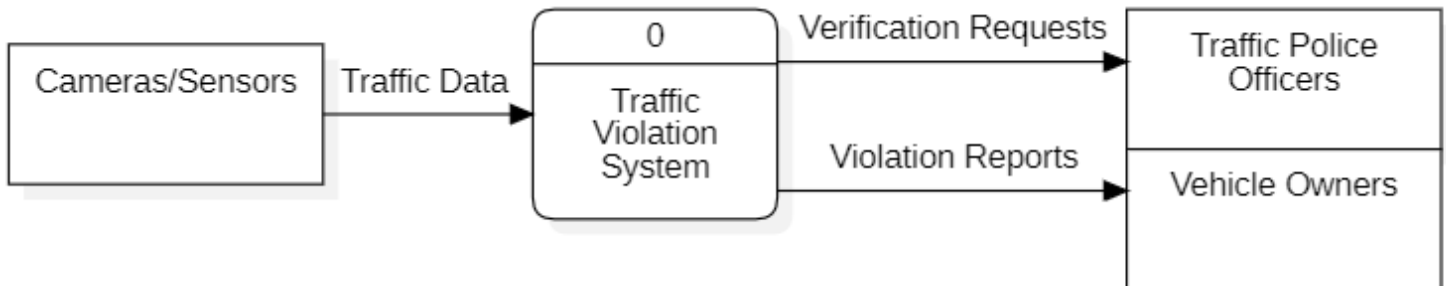 Cameras/Sensors
Traffic Data
0
Traffic
Violation
System
Verification Requests
Violation Reports
Traffic Police
Officers
Vehicle Owners